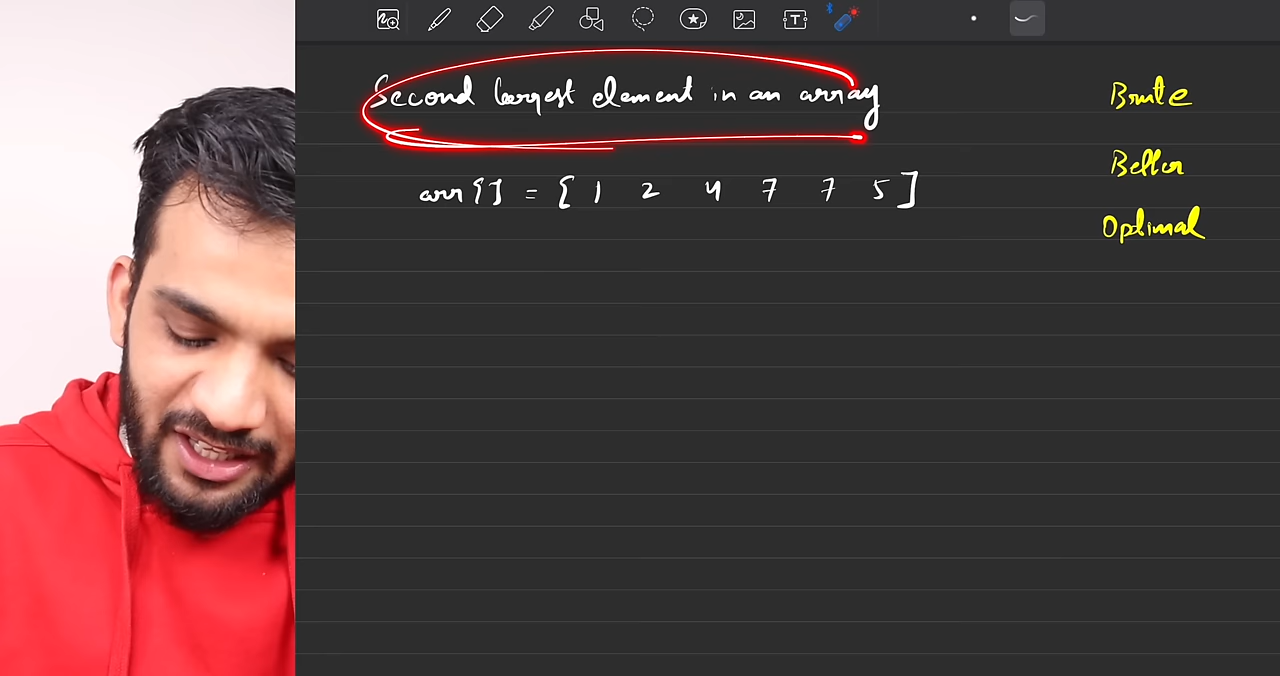 Second largest element in an array
arr[] = [ 1 2 4 7 7 5 ]
Brute
Better
Optimal